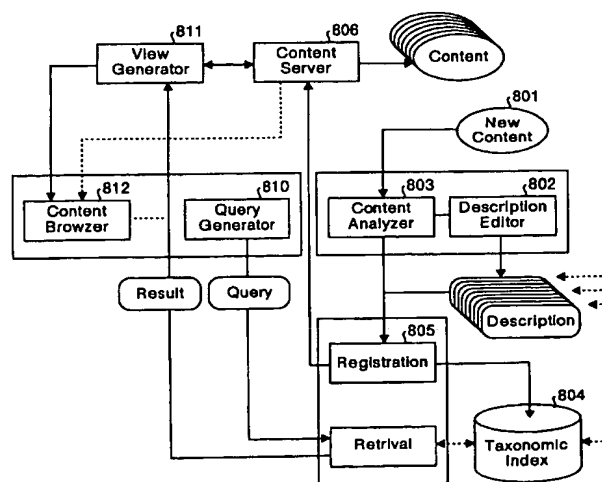 811
View
Generator
806
Content
Server
Content
801
New
Content
812
Content
Browzer
810
Query
Generator
803
Content
Analyzer
802
Description
Editor
Result
Query
Description
805
Registration
Retrival
804
Taxonomic
Index